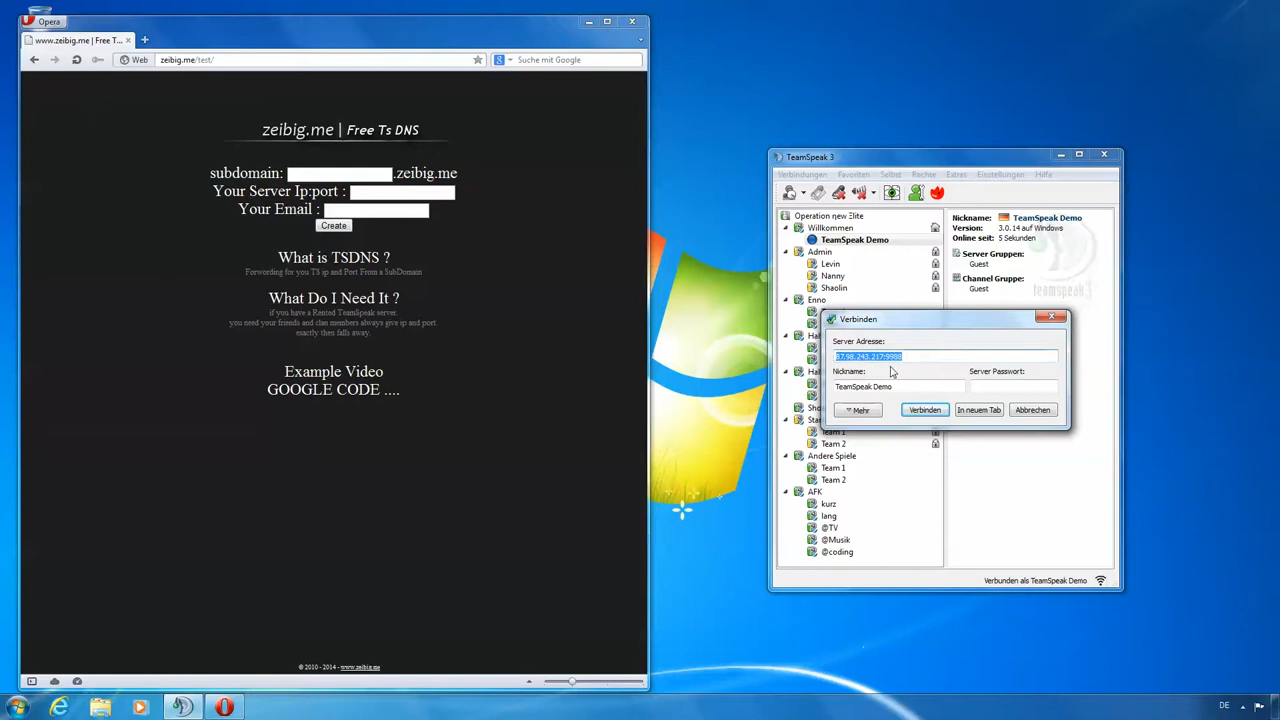 Opera
www.zeibig.me | Free T...
Web
zeibig.me/test/
Suche mit Google
zeibig.me | Free Ts DNS
subdomain: .zeibig.me
Your Server Ip:port :
Your Email :
Create
What is TSDNS ?
Forwording for you TS ip and Port From a SubDomain
What Do I Need It ?
if you have a Rented TeamSpeak server.
you need your friends and clan members always give ip and port.
exactly then falls away.
Example Video
GOOGLE CODE ....
© 2010 - 2014 - www.zeibig.me
TeamSpeak 3
Verbindungen Favoriten Selbst Rechte Extras Einstellungen Hilfe
Operation new Elite
Willkommen
TeamSpeak Demo
Admin
Levin
Nanny
Shaolin
Enno
Team 1
Team 2
Andere Spiele
Team 1
Team 2
AFK
kurz
lang
@TV
@Musik
@coding
Nickname: TeamSpeak Demo
Version: 3.0.14 auf Windows
Online seit: 5 Sekunden
Server Gruppen:
Guest
Channel Gruppe:
Guest
teamspeak3
Verbinden
Server Adresse:
87.98.243.217:9988
Nickname: Server Passwort:
TeamSpeak Demo
Mehr Verbinden In neuem Tab Abbrechen
Verbunden als TeamSpeak Demo
DE